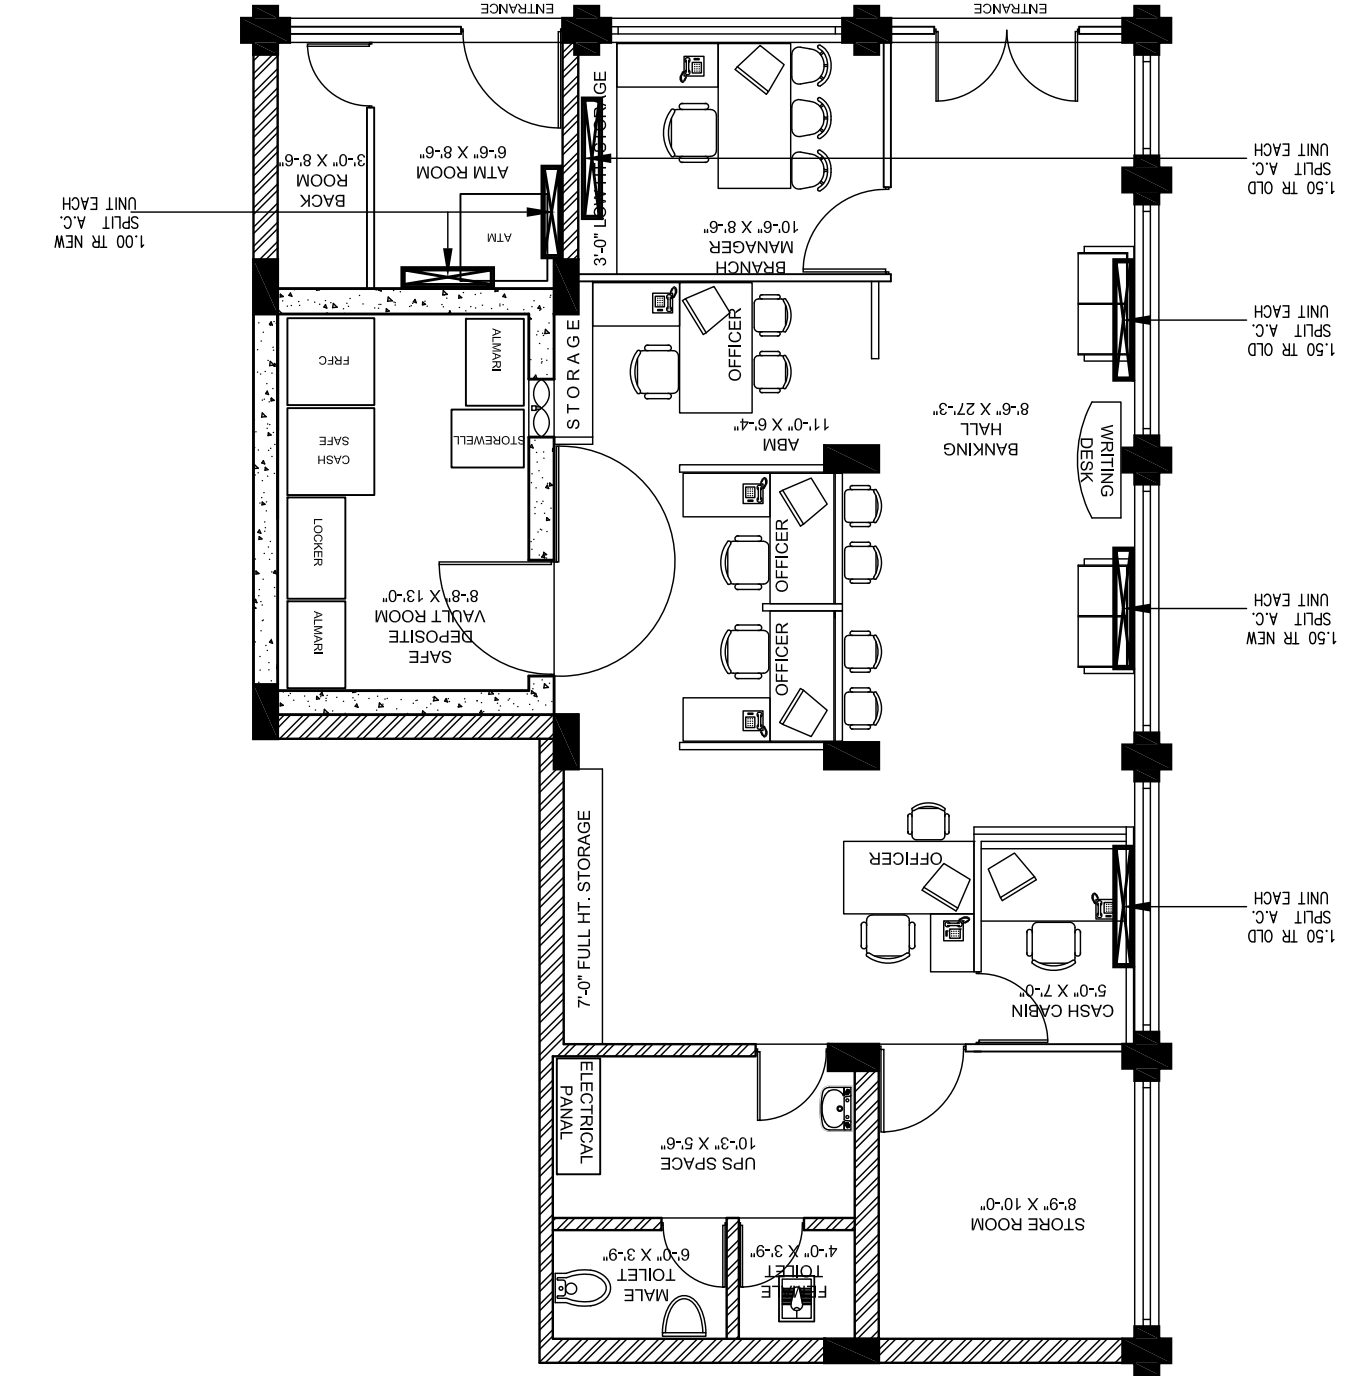 ENTRANCE
ENTRANCE
3'-0" LOW HT. STORAGE
BACK
ROOM
3'-0" X 8'-6"
ATM ROOM
6'-6" X 8'-6"
ATM
1.00 TR NEW
SPLIT A.C.
UNIT EACH
BRANCH
MANAGER
10'-6" X 8'-6"
1.50 TR OLD
SPLIT A.C.
UNIT EACH
1.50 TR OLD
SPLIT A.C.
UNIT EACH
FRFC
ALMARI
STORAGE
OFFICER
CASH
SAFE
STOREWELL
ABM
11'-0" X 6'-4"
BANKING
HALL
8'-6" X 27'-3"
WRITING
DESK
LOCKER
OFFICER
ALMARI
SAFE
DEPOSITE
VAULT ROOM
8'-8" X 13'-0"
OFFICER
1.50 TR NEW
SPLIT A.C.
UNIT EACH
7'-0" FULL HT. STORAGE
OFFICER
1.50 TR OLD
SPLIT A.C.
UNIT EACH
CASH CABIN
5'-0" X 7'-0"
ELECTRICAL
PANAL
UPS SPACE
10'-3" X 5'-6"
STORE ROOM
8'-9" X 10'-0"
MALE
TOILET
6'-0" X 3'-9"
FEMALE
TOILET
4'-0" X 3'-9"